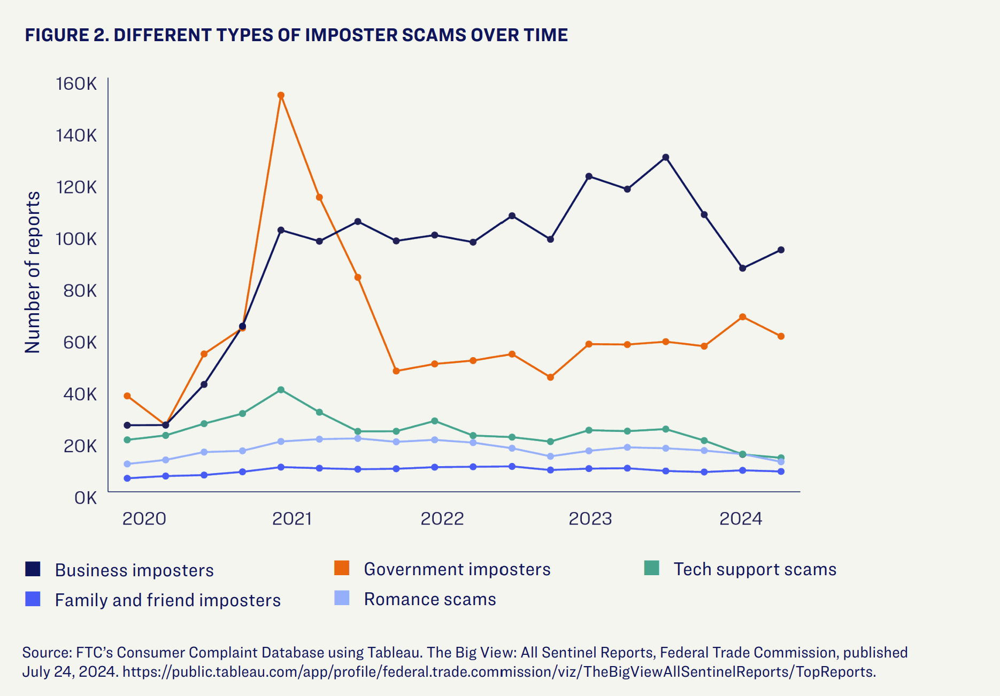 FIGURE 2. DIFFERENT TYPES OF IMPOSTER SCAMS OVER TIME
Number of reports
160K
140K
120K
100K
80K
60K
40K
20K
0K
2020 2021 2022 2023 2024
Business imposters Government imposters Tech support scams
Family and friend imposters Romance scams
Source: FTC’s Consumer Complaint Database using Tableau. The Big View: All Sentinel Reports, Federal Trade Commission, published
July 24, 2024. https://public.tableau.com/app/profile/federal.trade.commission/viz/TheBigViewAllSentinelReports/TopReports.